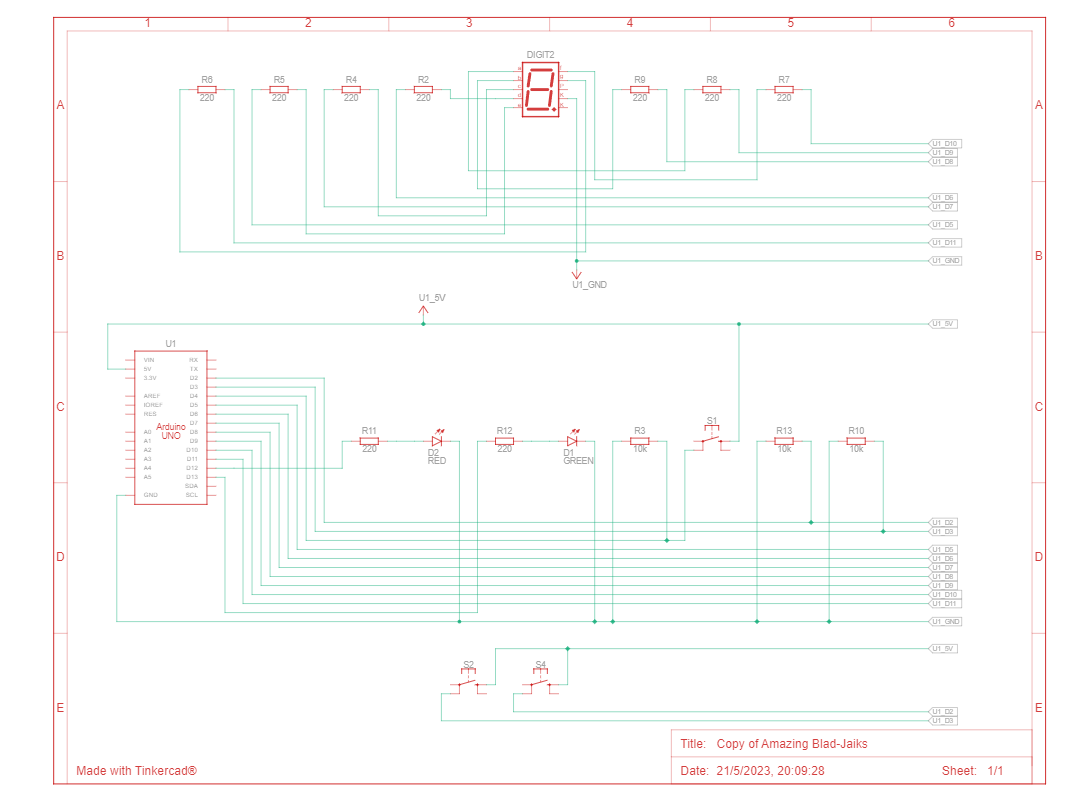 1 2 3 4 5 6
DIGIT2
R6 R5 R4 R2 R9 R8 R7
220 220 220 220 220 220 220
A A
U1_D10
U1_D9
U1_D8
U1_D6
U1_D7
U1_D5
U1_D11
B B
U1_GND
U1_GND
U1_5V
U1_5V
U1
VIN RX
5V TX
3.3V D2
D3
AREF D4
IOREF D5
RES D6
D7
A0 D8
A1 D9
A2 D10
A3 D11
A4 D12
A5 D13
SDA
GND SCL
Arduino
UNO
C C
R11 R12 R3 S1 R13 R10
220 220 10k 10k 10k
D2 D1
RED GREEN
U1_D2
U1_D3
U1_D5
D D
U1_D6
U1_D7
U1_D8
U1_D9
U1_D10
U1_D11
U1_GND
U1_5V
S2 S4
E E
U1_D2
U1_D3
Title: Copy of Amazing Blad-Jaiks
Made with Tinkercad® Date: 21/5/2023, 20:09:28 Sheet: 1/1